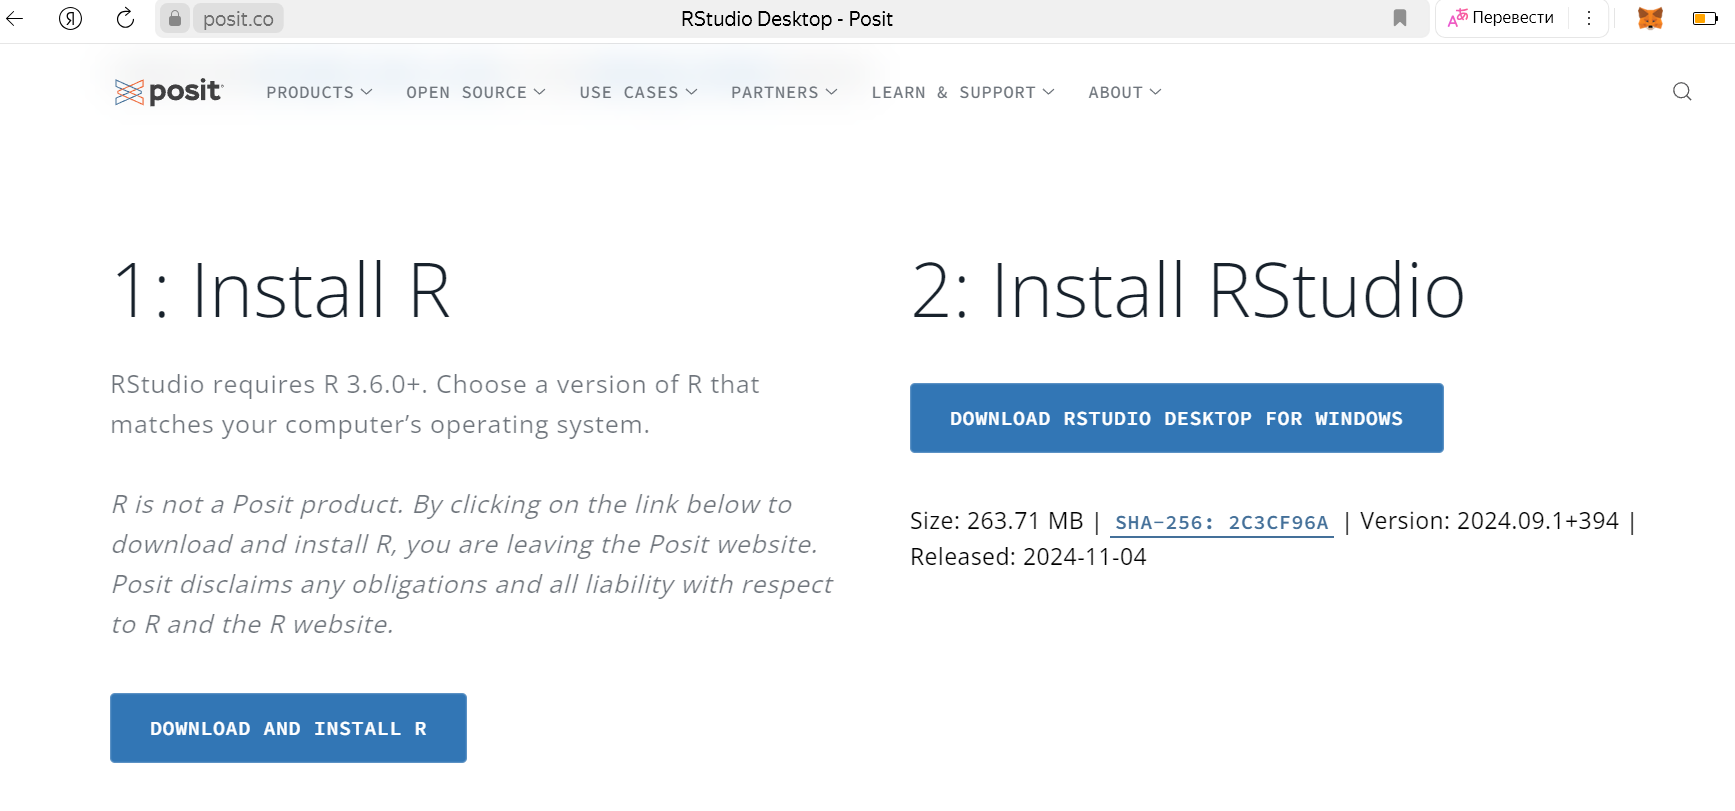 posit.co
RStudio Desktop - Posit
Перевести
posit
PRODUCTS
OPEN SOURCE
USE CASES
PARTNERS
LEARN & SUPPORT
ABOUT
1: Install R
RStudio requires R 3.6.0+. Choose a version of R that
matches your computer’s operating system.
R is not a Posit product. By clicking on the link below to
download and install R, you are leaving the Posit website.
Posit disclaims any obligations and all liability with respect
to R and the R website.
DOWNLOAD AND INSTALL R
2: Install RStudio
DOWNLOAD RSTUDIO DESKTOP FOR WINDOWS
Size: 263.71 MB | SHA-256: 2C3CF96A | Version: 2024.09.1+394 |
Released: 2024-11-04